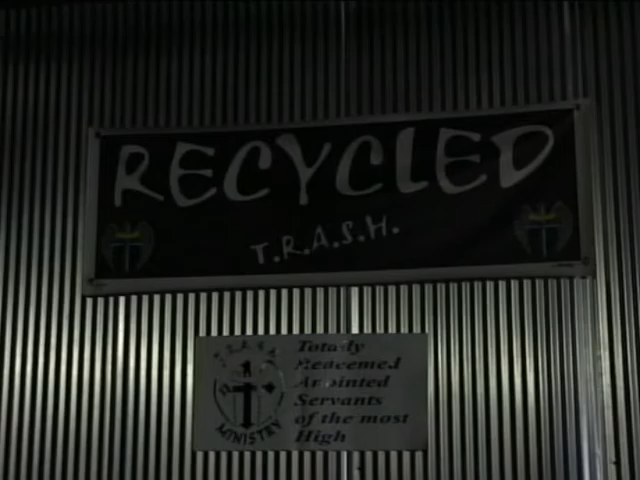 RECYCLED
T.R.A.S.H.
T.R.A.S.H.
MINISTRY
Totally
Redeemed
Anointed
Servants
of the most
High